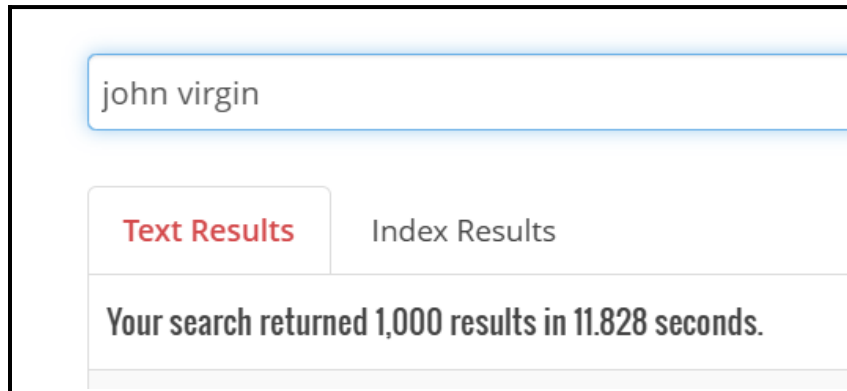 john virgin
Text Results Index Results
Your search returned 1,000 results in 11.828 seconds.